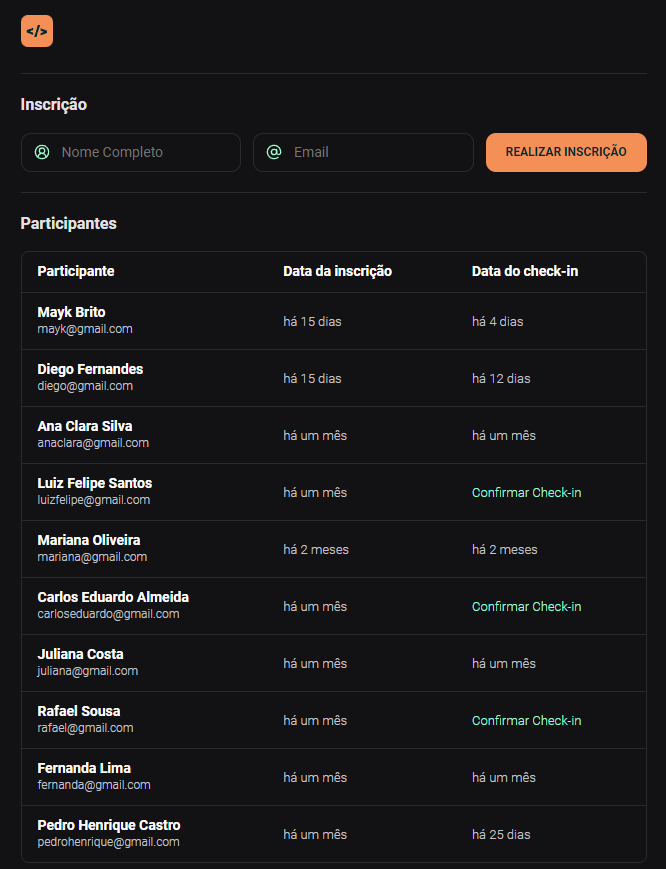 </>
Inscrição
Nome Completo
Email
REALIZAR INSCRIÇÃO
Participantes
Participante Data da inscrição Data do check-in
Mayk Brito
mayk@gmail.com
há 15 dias há 4 dias
Diego Fernandes
diego@gmail.com
há 15 dias há 12 dias
Ana Clara Silva
anaclara@gmail.com
há um mês há um mês
Luiz Felipe Santos
luizfelipe@gmail.com
há um mês Confirmar Check-in
Mariana Oliveira
mariana@gmail.com
há 2 meses há 2 meses
Carlos Eduardo Almeida
carloseduardo@gmail.com
há um mês Confirmar Check-in
Juliana Costa
juliana@gmail.com
há um mês há um mês
Rafael Sousa
rafael@gmail.com
há um mês Confirmar Check-in
Fernanda Lima
fernanda@gmail.com
há um mês há um mês
Pedro Henrique Castro
pedrohenrique@gmail.com
há um mês há 25 dias